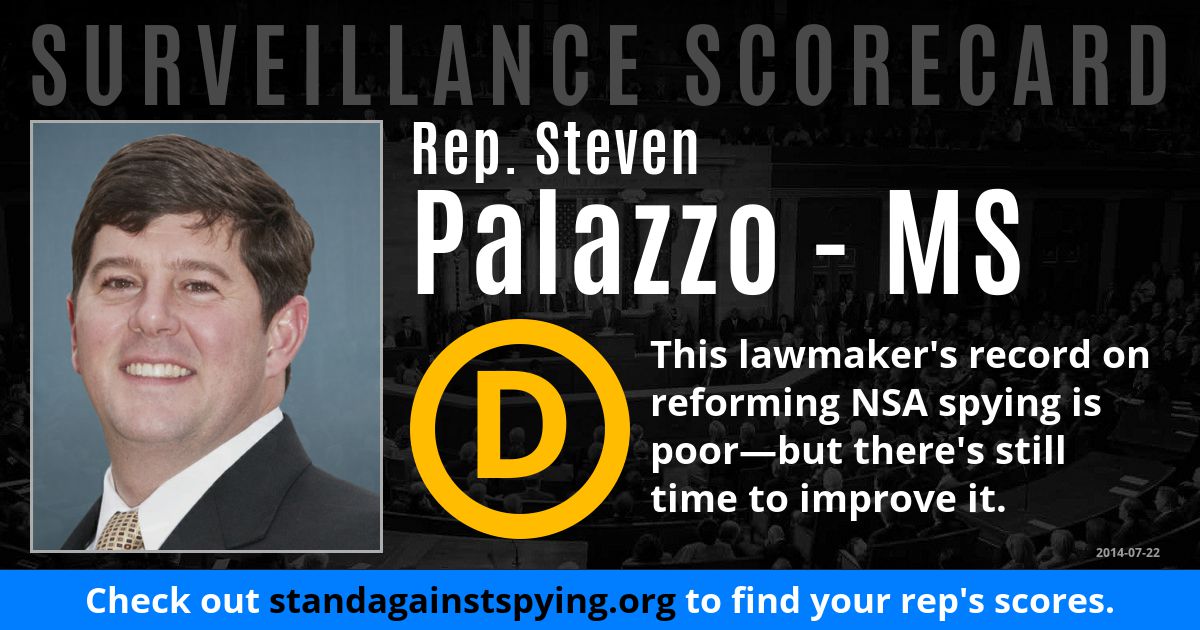 SURVEILLANCE SCORECARD
Rep. Steven
Palazzo - MS
D
This lawmaker's record on
reforming NSA spying is
poor—but there's still
time to improve it.
2014-07-22
Check out standagainstspying.org to find your rep's scores.